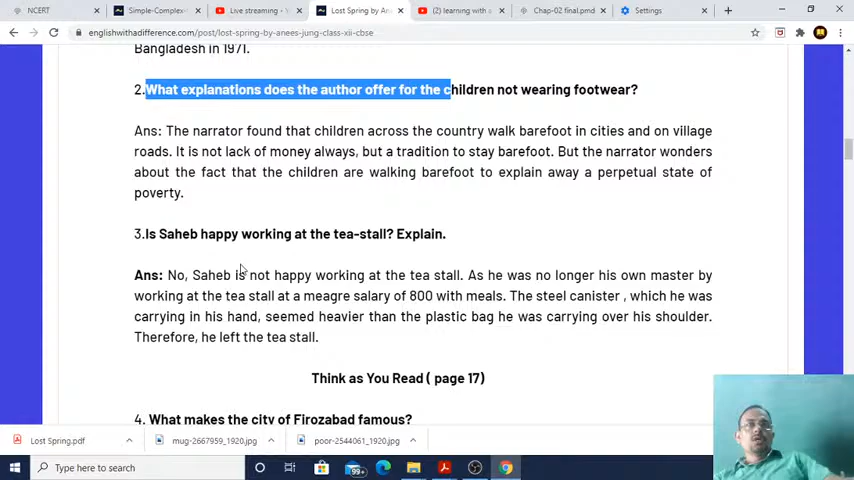 NCERT
Simple-Complex-
Live streaming -
Lost Spring by An
(2) learning with
Chap-02 final.pmd
Settings
englishwithadifference.com/post/lost-spring-by-anees-jung-class-xii-cbse
Bangladesh in 1971.
2.What explanations does the author offer for the children not wearing footwear?
Ans: The narrator found that children across the country walk barefoot in cities and on village
roads. It is not lack of money always, but a tradition to stay barefoot. But the narrator wonders
about the fact that the children are walking barefoot to explain away a perpetual state of
poverty.
3.Is Saheb happy working at the tea-stall? Explain.
Ans: No, Saheb is not happy working at the tea stall. As he was no longer his own master by
working at the tea stall at a meagre salary of 800 with meals. The steel canister , which he was
carrying in his hand, seemed heavier than the plastic bag he was carrying over his shoulder.
Therefore, he left the tea stall.
Think as You Read ( page 17)
4. What makes the city of Firozabad famous?
Lost Spring.pdf
mug-2667959_1920.jpg
poor-2544061_1920.jpg
Type here to search
99+